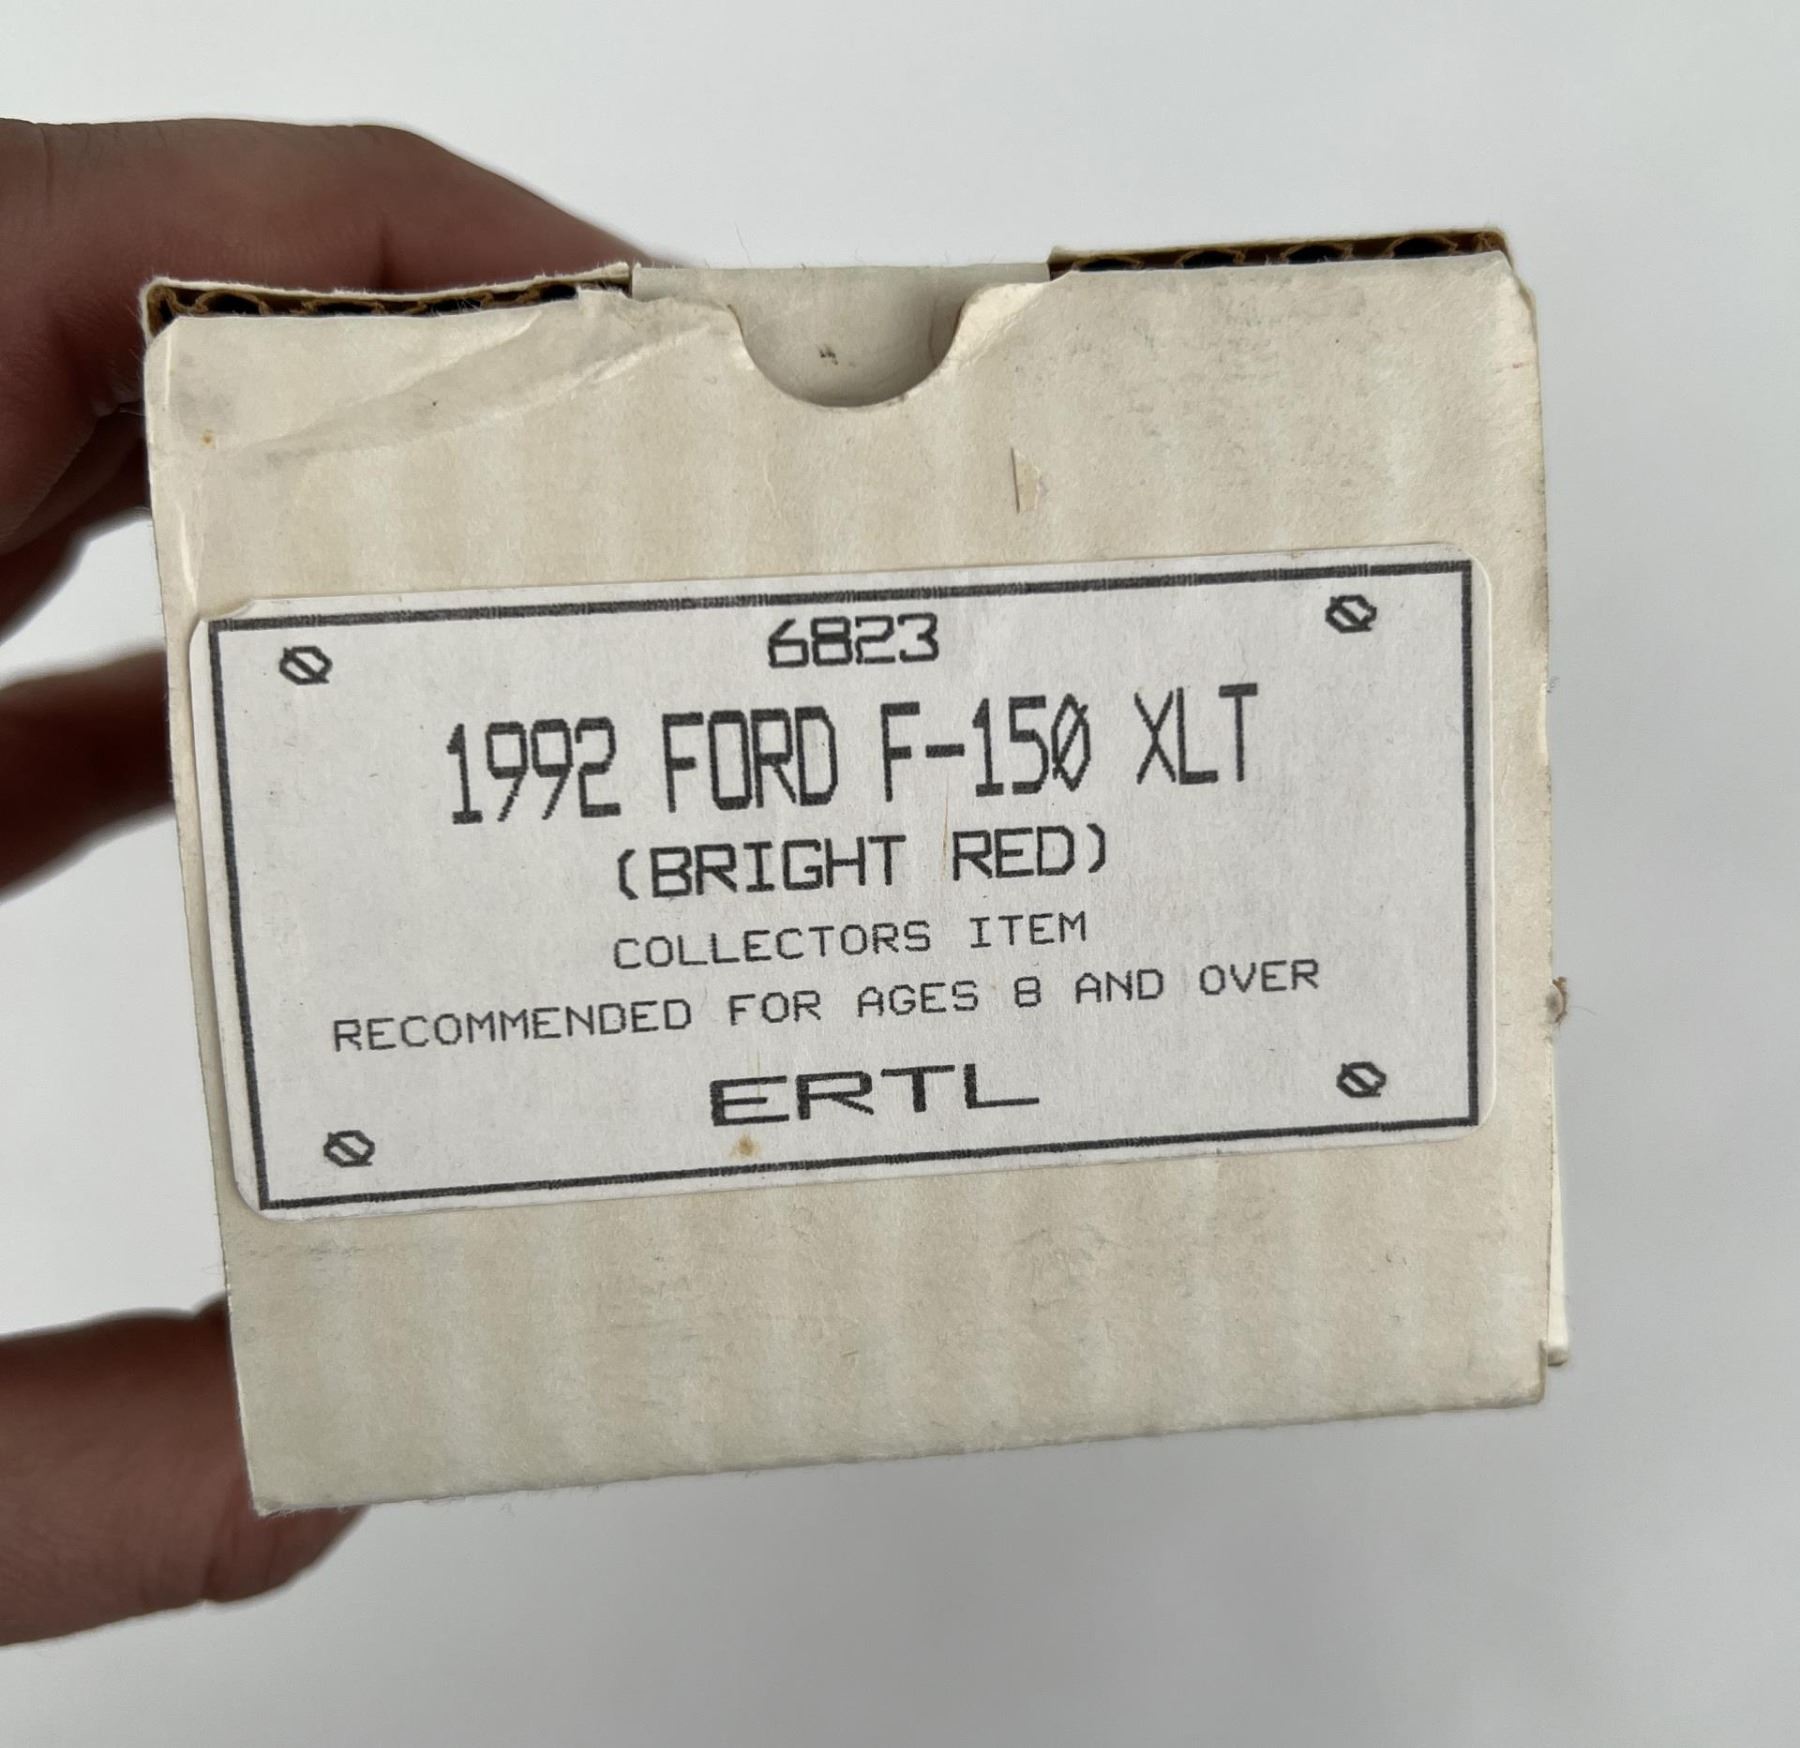 6823
1992 FORD F-150 XLT
(BRIGHT RED)
COLLECTORS ITEM
RECOMMENDED FOR AGES 8 AND OVER
ERTL